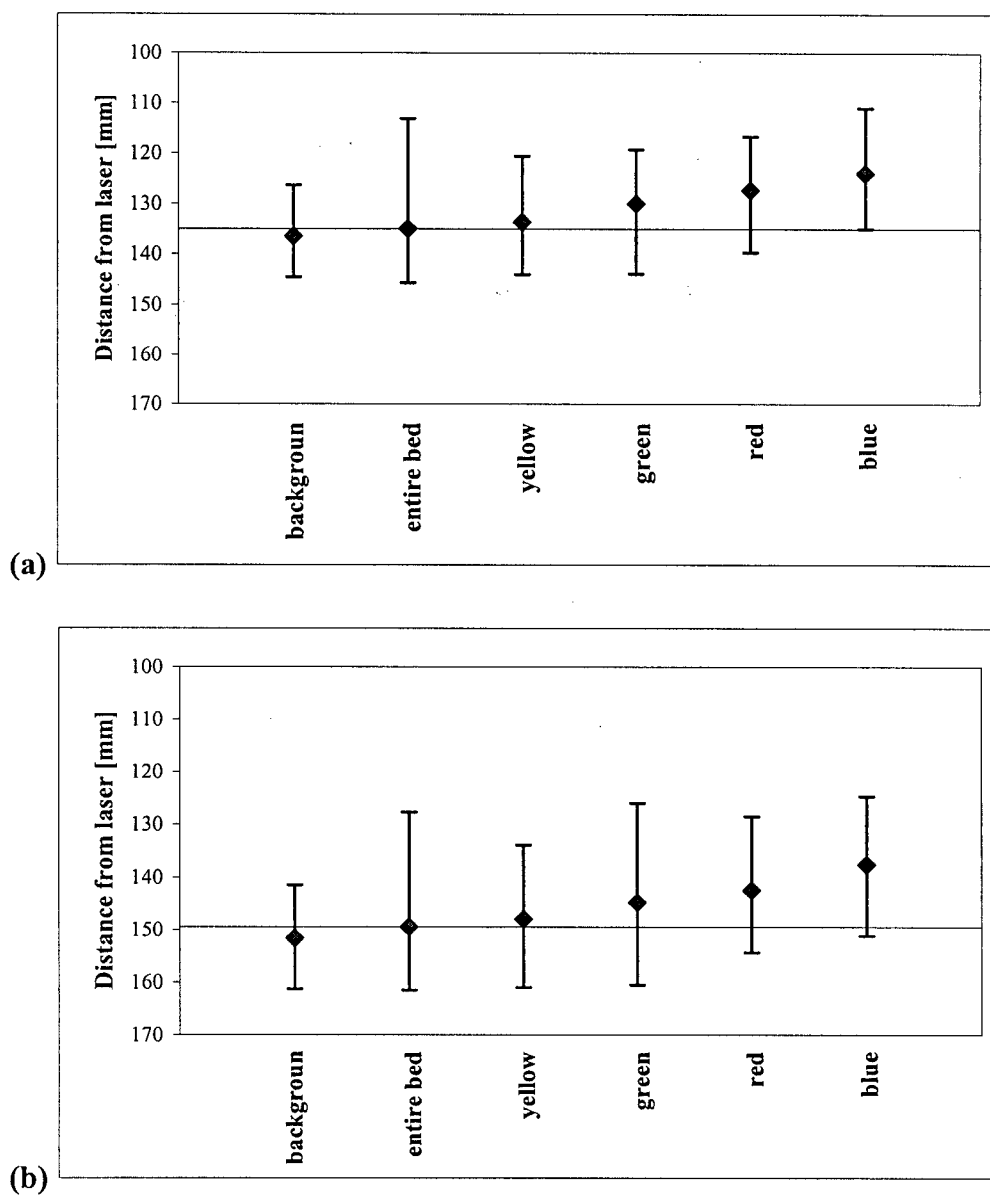 100
110
120
130
140
150
160
170
Distance from laser [mm]
backgroun
entire bed
yellow
green
red
blue
(a)
100
110
120
130
140
150
160
170
Distance from laser [mm]
backgroun
entire bed
yellow
green
red
blue
(b)